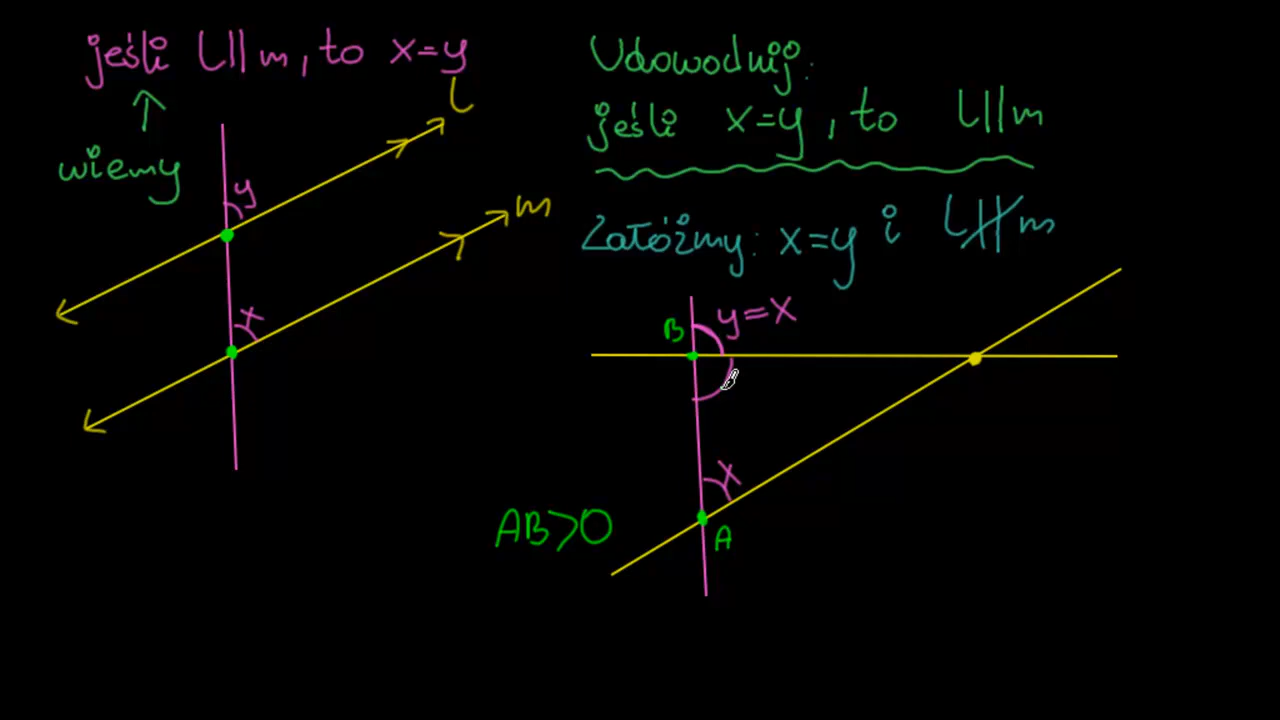 jeśli l||m, to x=y
wiemy
l
m
y
x
Udowodnij:
jeśli x=y, to l||m
Załóżmy: x=y i l∦m
B
y=x
x
A
AB>0